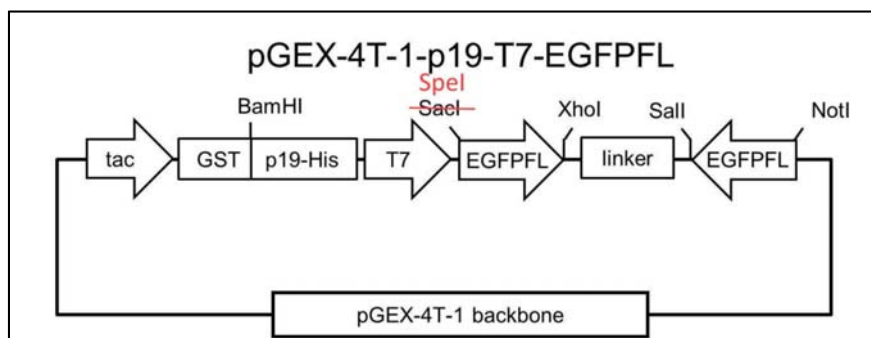 pGEX-4T-1-p19-T7-EGFPFL
SpeI
BamHI SacI XhoI SalI NotI
tac GST p19-His T7 EGFPFL linker EGFPFL
pGEX-4T-1 backbone